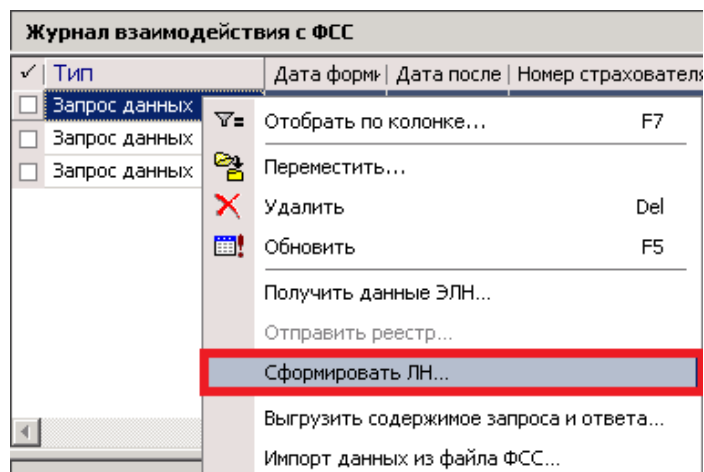 Журнал взаимодействия с ФСС
Тип Дата форми Дата после Номер страхователя
Запрос данных
Запрос данных
Запрос данных
Отобрать по колонке... F7
Переместить...
Удалить Del
Обновить F5
Получить данные ЭЛН...
Отправить реестр...
Сформировать ЛН...
Выгрузить содержимое запроса и ответа...
Импорт данных из файла ФСС...